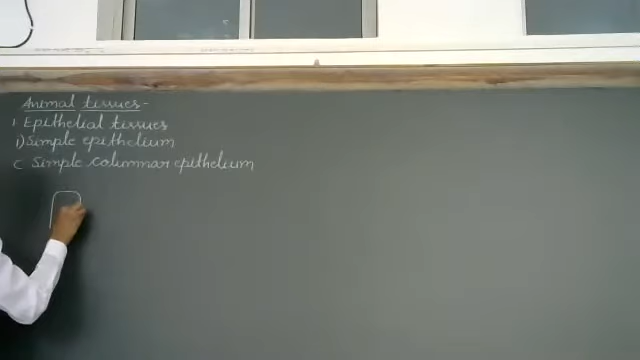 Animal tissues-
1 Epithelial tissues
i) Simple epithelium
C Simple columnar epithelium